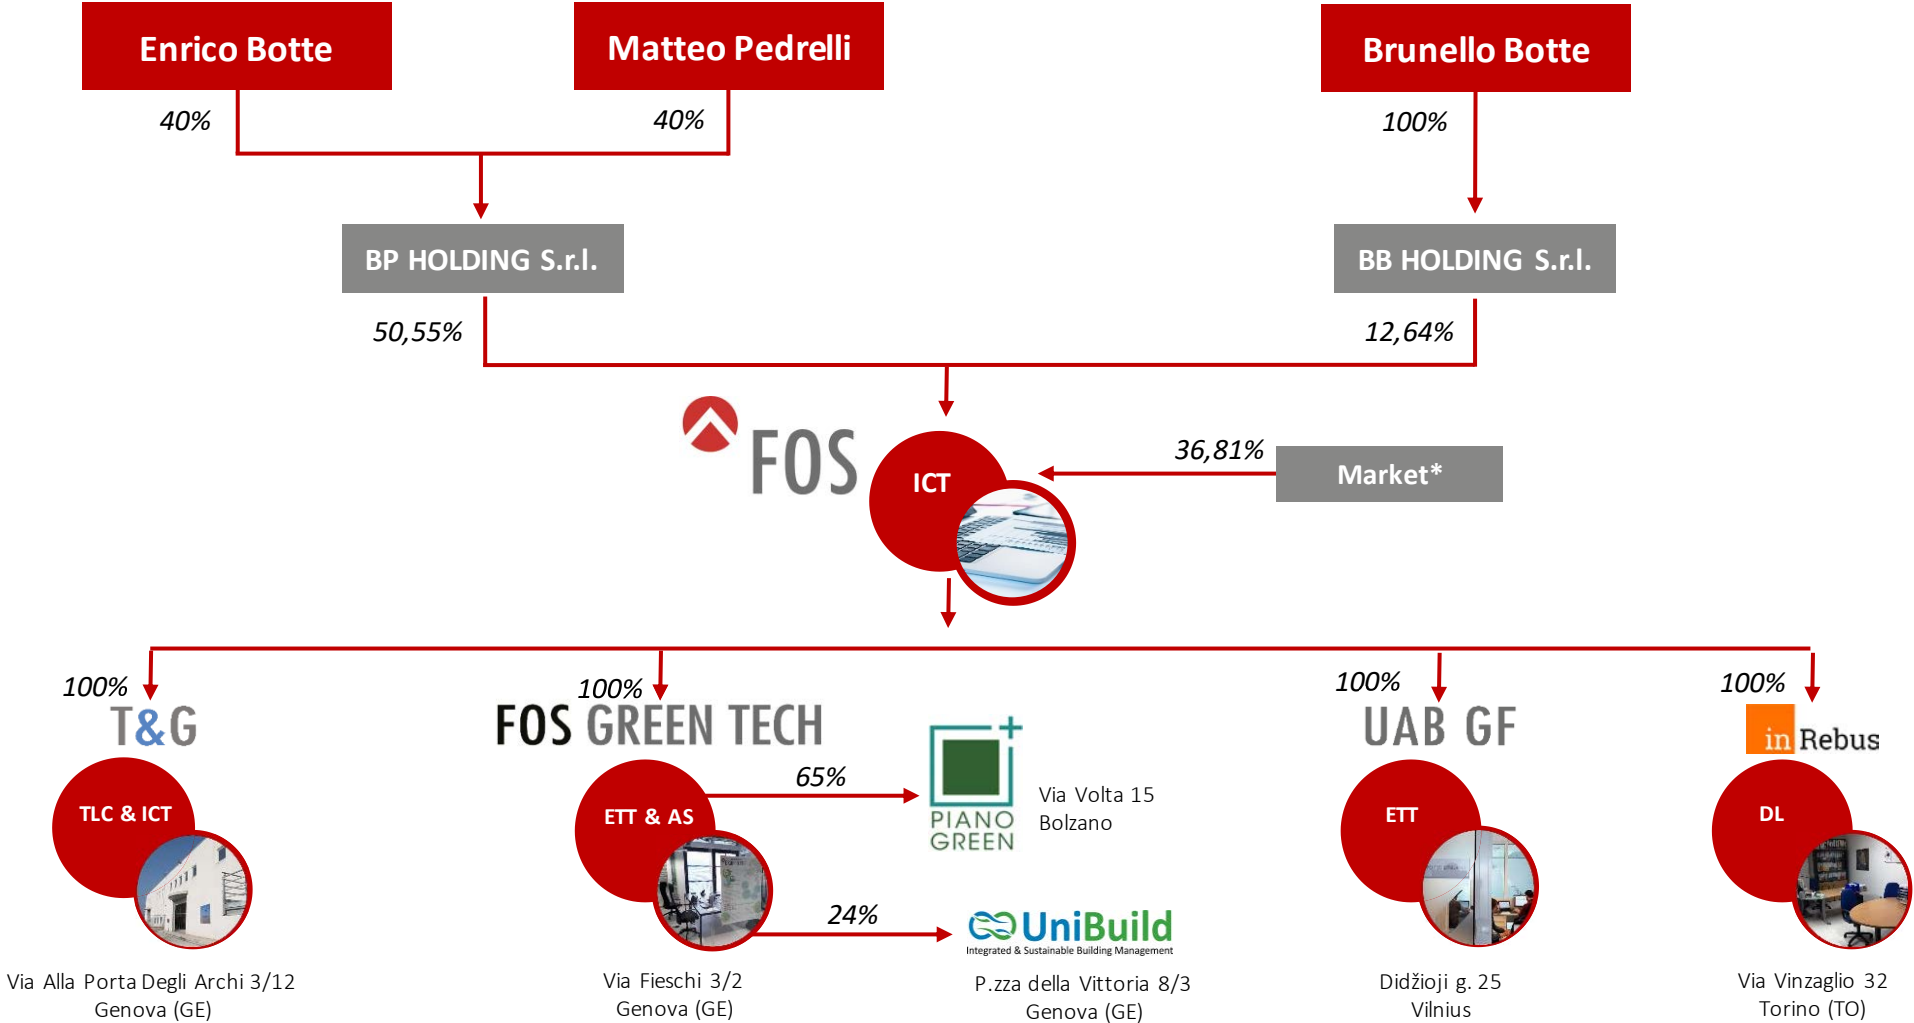 Enrico Botte
Matteo Pedrelli
Brunello Botte
40%
40%
100%
BP HOLDING S.r.l.
BB HOLDING S.r.l.
50,55%
12,64%
FOS
ICT
36,81%
Market*
100%
100%
100%
100%
T&G
FOS GREEN TECH
UAB GF
in Rebus
TLC & ICT
ETT & AS
65%
PIANO
GREEN
Via Volta 15
Bolzano
ETT
DL
24%
UniBuild
Integrated & Sustainable Building Management
Via Alla Porta Degli Archi 3/12
Genova (GE)
Via Fieschi 3/2
Genova (GE)
P.zza della Vittoria 8/3
Genova (GE)
Didžioji g. 25
Vilnius
Via Vinzaglio 32
Torino (TO)